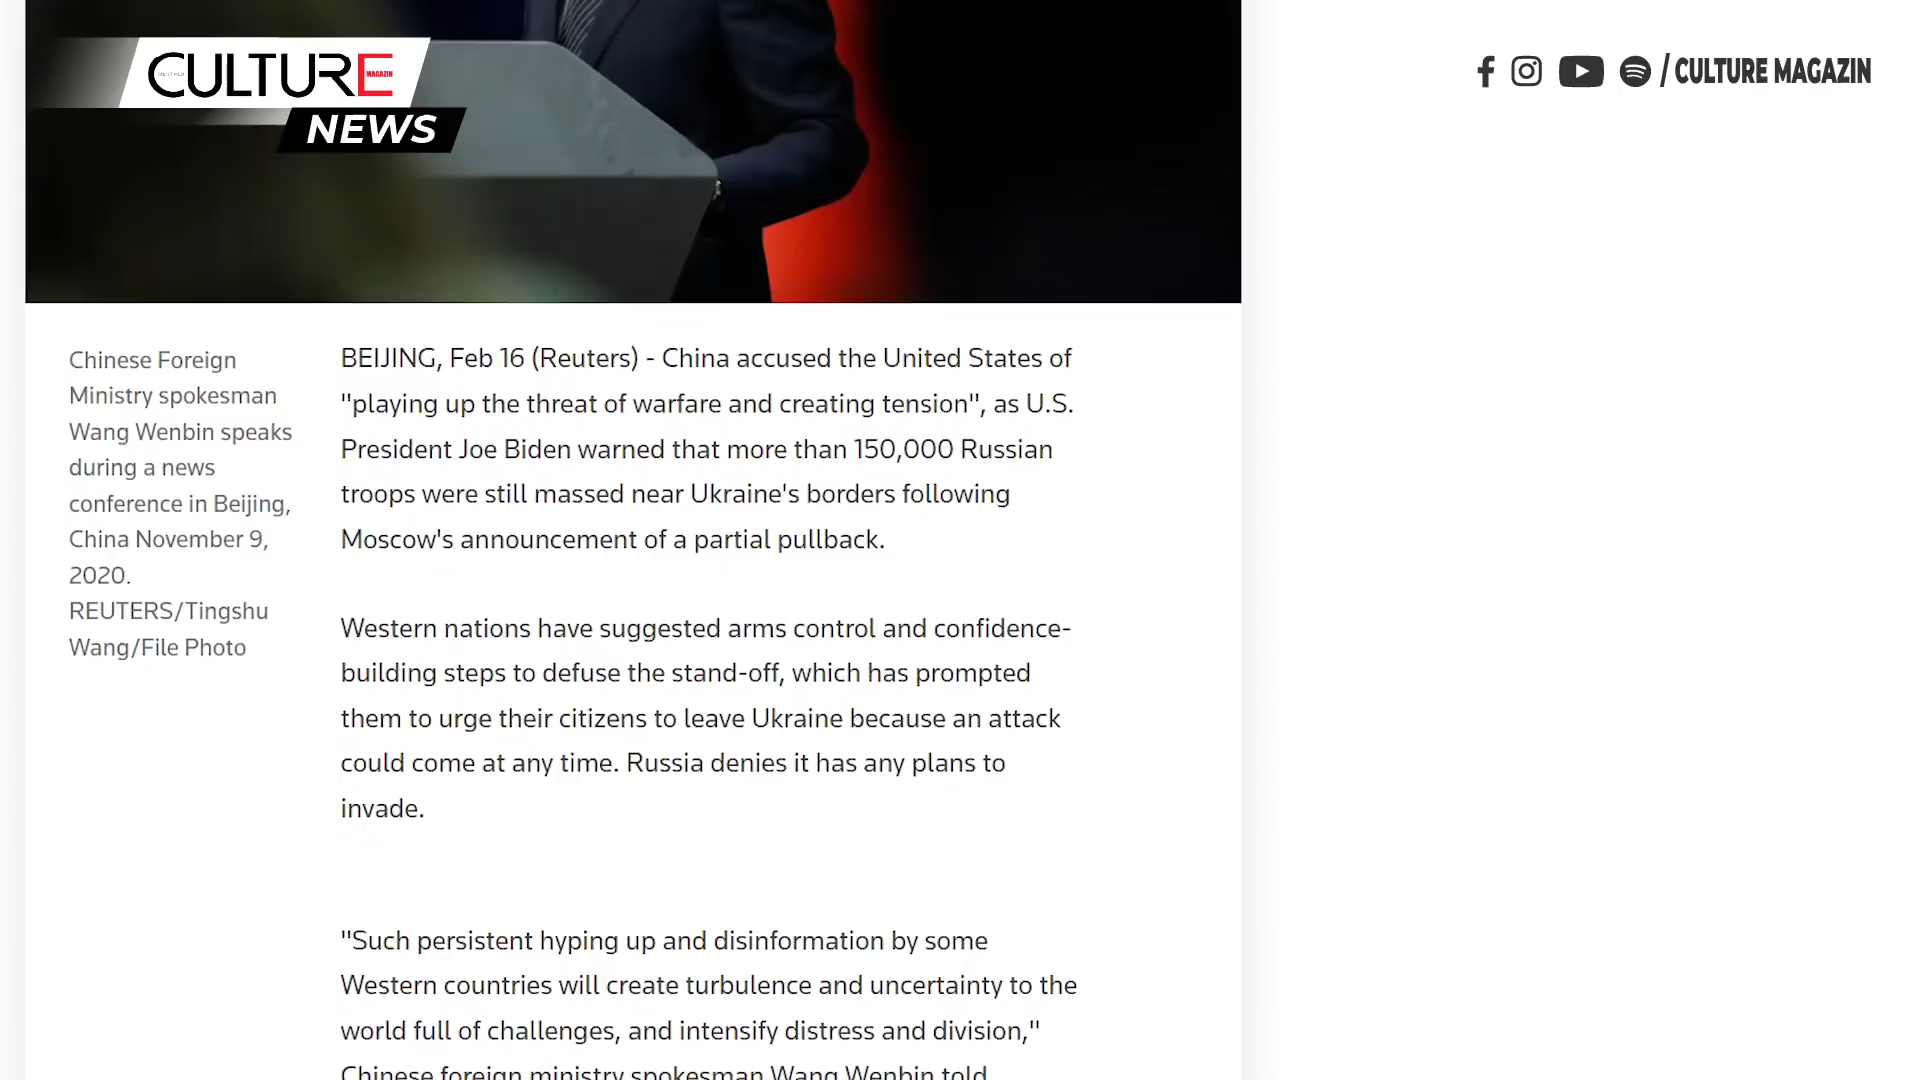 CULTURE
MAGAZIN
NEWS
/ CULTURE MAGAZIN
Chinese Foreign
Ministry spokesman
Wang Wenbin speaks
during a news
conference in Beijing,
China November 9,
2020.
REUTERS/Tingshu
Wang/File Photo
BEIJING, Feb 16 (Reuters) - China accused the United States of
"playing up the threat of warfare and creating tension", as U.S.
President Joe Biden warned that more than 150,000 Russian
troops were still massed near Ukraine's borders following
Moscow's announcement of a partial pullback.
Western nations have suggested arms control and confidence-
building steps to defuse the stand-off, which has prompted
them to urge their citizens to leave Ukraine because an attack
could come at any time. Russia denies it has any plans to
invade.
"Such persistent hyping up and disinformation by some
Western countries will create turbulence and uncertainty to the
world full of challenges, and intensify distress and division,"
Chinese foreign ministry spokesman Wang Wenbin told